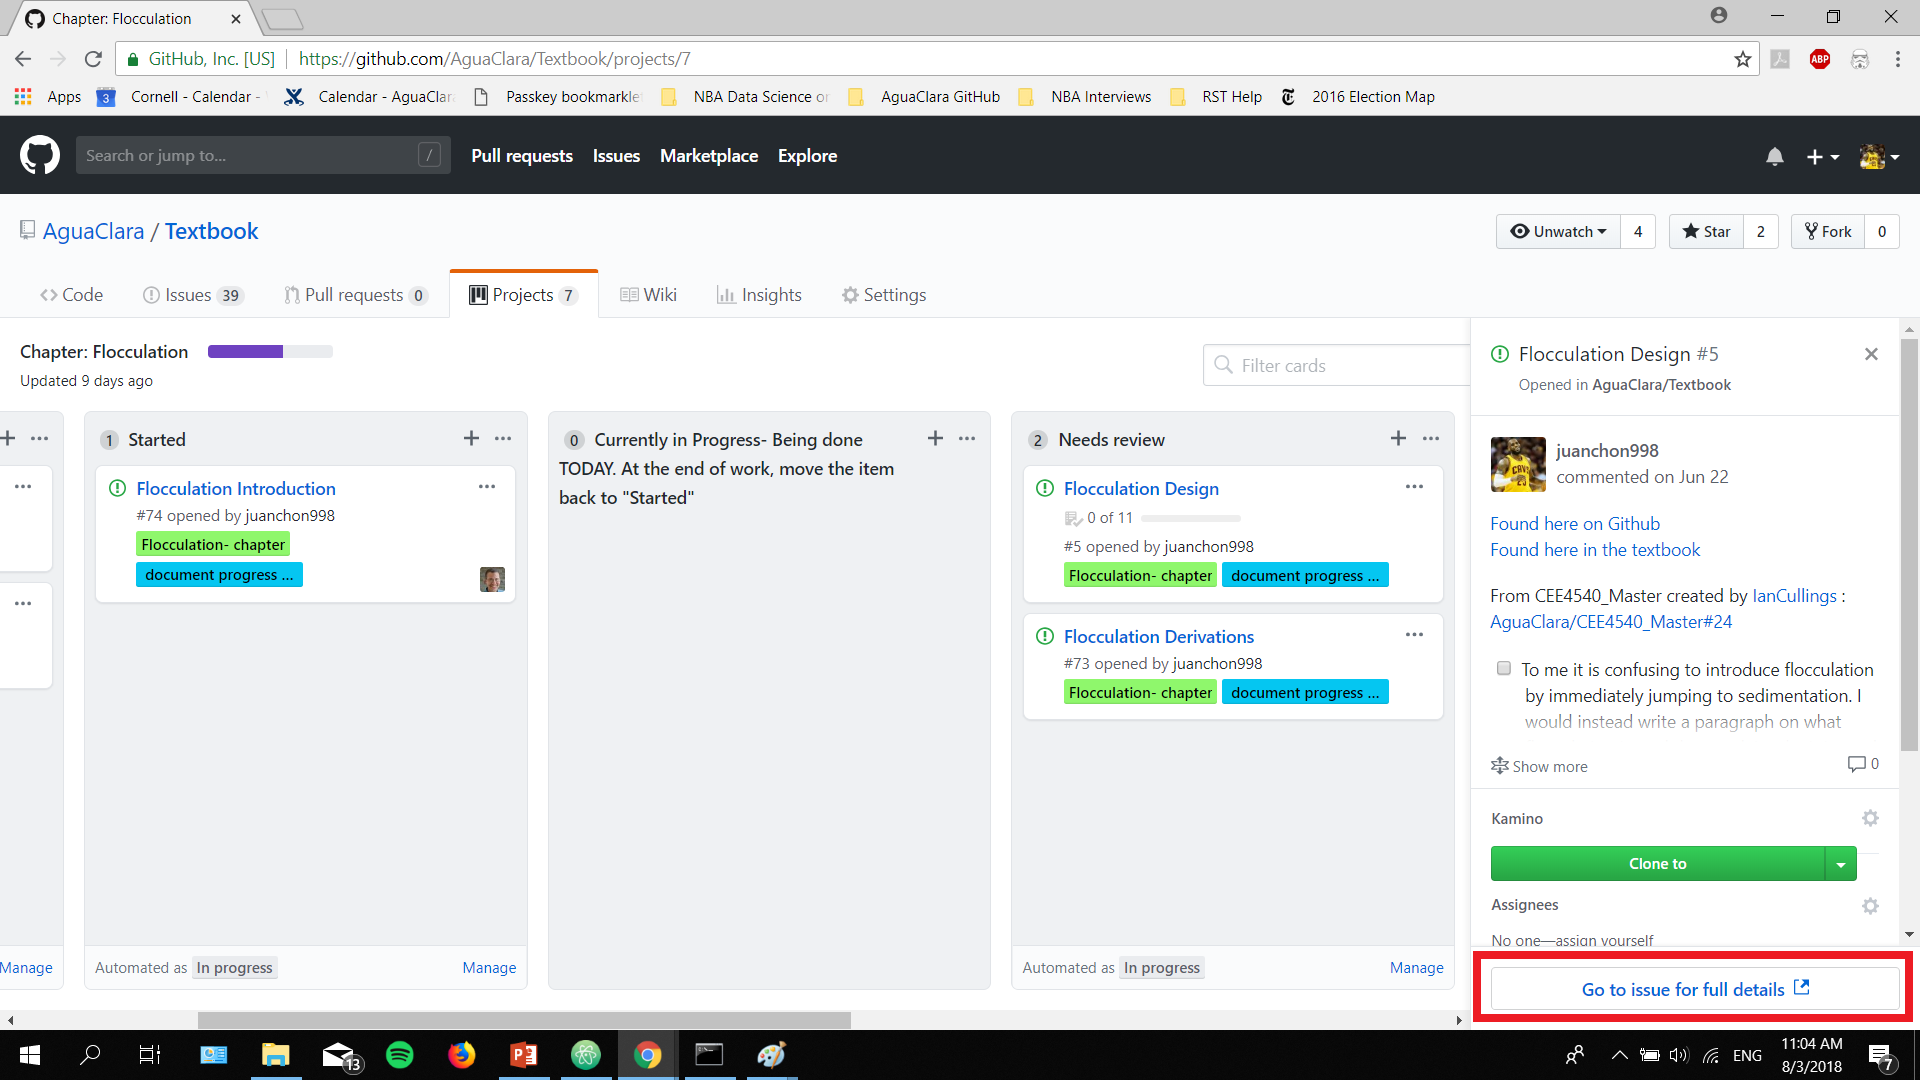 Chapter: Flocculation
GitHub, Inc. [US] https://github.com/AguaClara/Textbook/projects/7
ABP
Apps 3 Cornell - Calendar - Calendar - AguaClar Passkey bookmarkle NBA Data Science or AguaClara GitHub NBA Interviews RST Help 2016 Election Map
Search or jump to... / Pull requests Issues Marketplace Explore
AguaClara / Textbook
Unwatch 4 Star 2 Fork 0
Code Issues 39 Pull requests 0 Projects 7 Wiki Insights Settings
Chapter: Flocculation
Updated 9 days ago
Filter cards
Manage
1 Started
Flocculation Introduction
#74 opened by juanchon998
Flocculation- chapter
document progress ...
Automated as In progress Manage
0 Currently in Progress- Being done
TODAY. At the end of work, move the item
back to "Started"
2 Needs review
Flocculation Design
0 of 11
#5 opened by juanchon998
Flocculation- chapter document progress ...
Flocculation Derivations
#73 opened by juanchon998
Flocculation- chapter document progress ...
Automated as In progress Manage
Flocculation Design #5
Opened in AguaClara/Textbook
juanchon998
commented on Jun 22
Found here on Github
Found here in the textbook
From CEE4540_Master created by IanCullings :
AguaClara/CEE4540_Master#24
To me it is confusing to introduce flocculation
by immediately jumping to sedimentation. I
would instead write a paragraph on what
Show more 0
Kamino
Clone to
Assignees
No one—assign yourself
Go to issue for full details
13
ENG
11:04 AM
8/3/2018
7